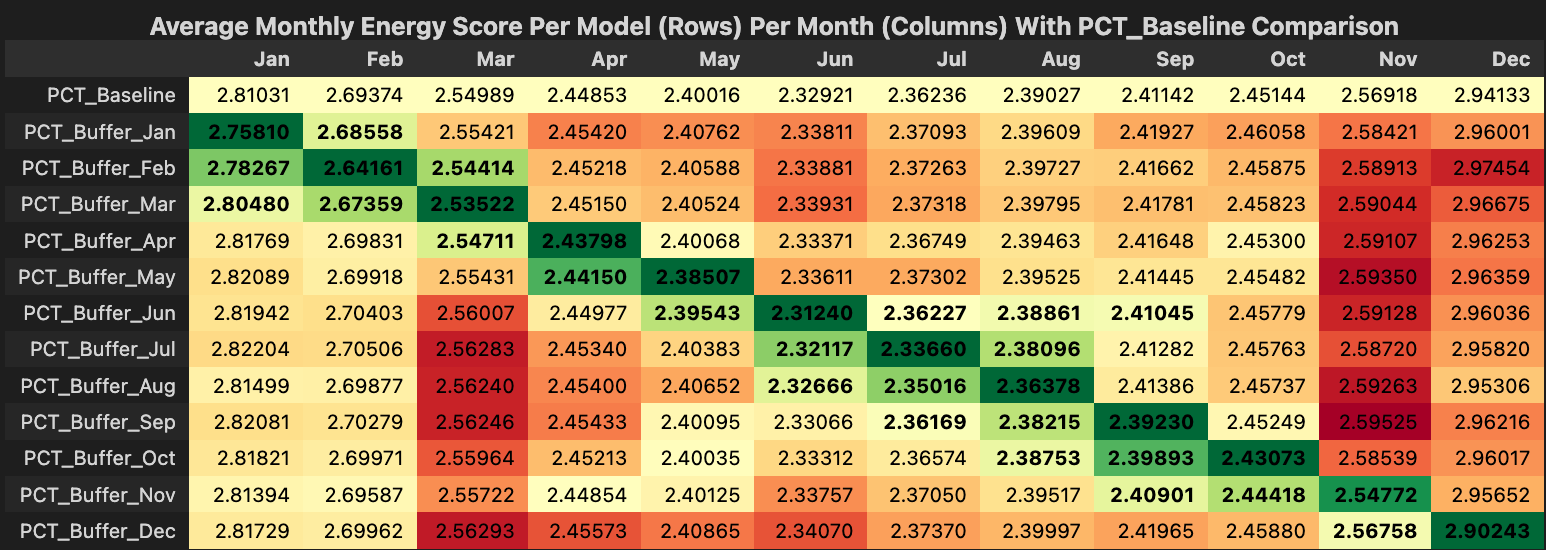 Average Monthly Energy Score Per Model (Rows) Per Month (Columns) With PCT_Baseline Comparison
Jan Feb Mar Apr May Jun Jul Aug Sep Oct Nov Dec
PCT_Baseline 2.81031 2.69374 2.54989 2.44853 2.40016 2.32921 2.36236 2.39027 2.41142 2.45144 2.56918 2.94133
PCT_Buffer_Jan 2.75810 2.68558 2.55421 2.45420 2.40762 2.33811 2.37093 2.39609 2.41927 2.46058 2.58421 2.96001
PCT_Buffer_Feb 2.78267 2.64161 2.54414 2.45218 2.40588 2.33881 2.37263 2.39727 2.41662 2.45875 2.58913 2.97454
PCT_Buffer_Mar 2.80480 2.67359 2.53522 2.45150 2.40524 2.33931 2.37318 2.39795 2.41781 2.45823 2.59044 2.96675
PCT_Buffer_Apr 2.81769 2.69831 2.54711 2.43798 2.40068 2.33371 2.36749 2.39463 2.41648 2.45300 2.59107 2.96253
PCT_Buffer_May 2.82089 2.69918 2.55431 2.44150 2.38507 2.33611 2.37302 2.39525 2.41445 2.45482 2.59350 2.96359
PCT_Buffer_Jun 2.81942 2.70403 2.56007 2.44977 2.39543 2.31240 2.36227 2.38861 2.41045 2.45779 2.59128 2.96036
PCT_Buffer_Jul 2.82204 2.70506 2.56283 2.45340 2.40383 2.32117 2.33660 2.38096 2.41282 2.45763 2.58720 2.95820
PCT_Buffer_Aug 2.81499 2.69877 2.56240 2.45400 2.40652 2.32666 2.35016 2.36378 2.41386 2.45737 2.59263 2.95306
PCT_Buffer_Sep 2.82081 2.70279 2.56246 2.45433 2.40095 2.33066 2.36169 2.38215 2.39230 2.45249 2.59525 2.96216
PCT_Buffer_Oct 2.81821 2.69971 2.55964 2.45213 2.40035 2.33312 2.36574 2.38753 2.39893 2.43073 2.58539 2.96017
PCT_Buffer_Nov 2.81394 2.69587 2.55722 2.44854 2.40125 2.33757 2.37050 2.39517 2.40901 2.44418 2.54772 2.95652
PCT_Buffer_Dec 2.81729 2.69962 2.56293 2.45573 2.40865 2.34070 2.37370 2.39997 2.41965 2.45880 2.56758 2.90243